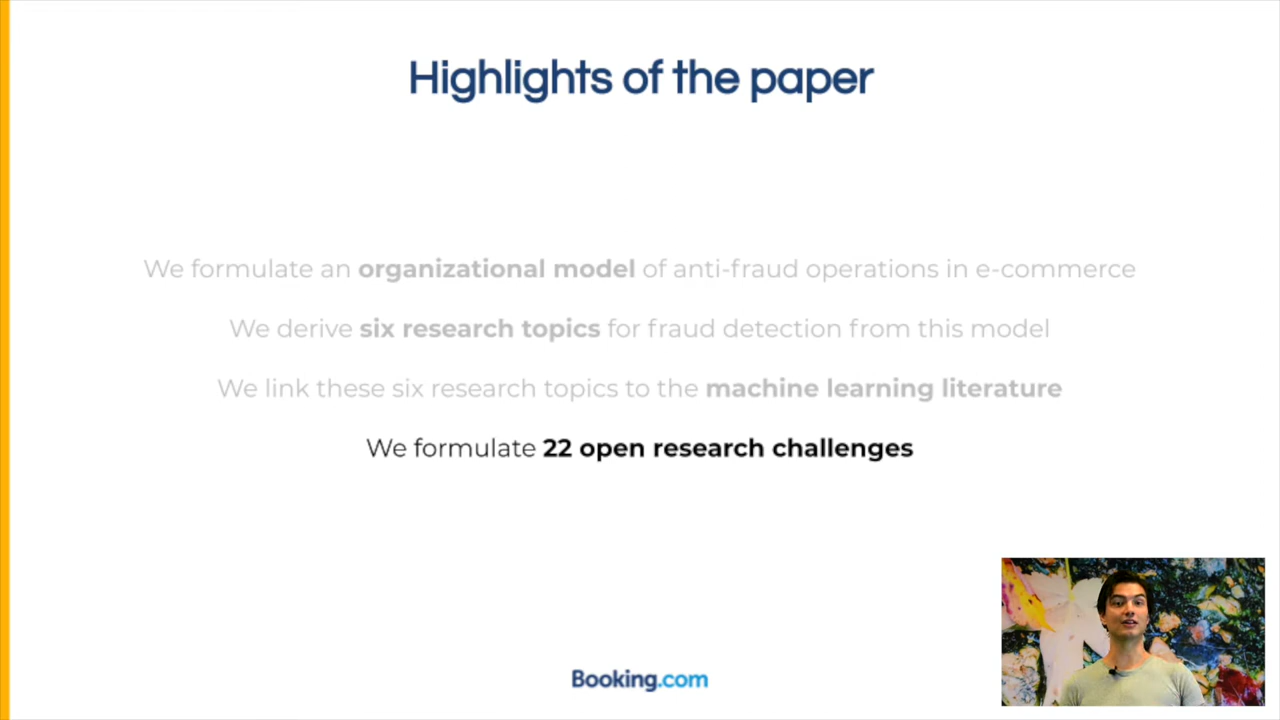 Highlights of the paper
We formulate an organizational model of anti-fraud operations in e-commerce
We derive six research topics for fraud detection from this model
We link these six research topics to the machine learning literature
We formulate 22 open research challenges
Booking.com